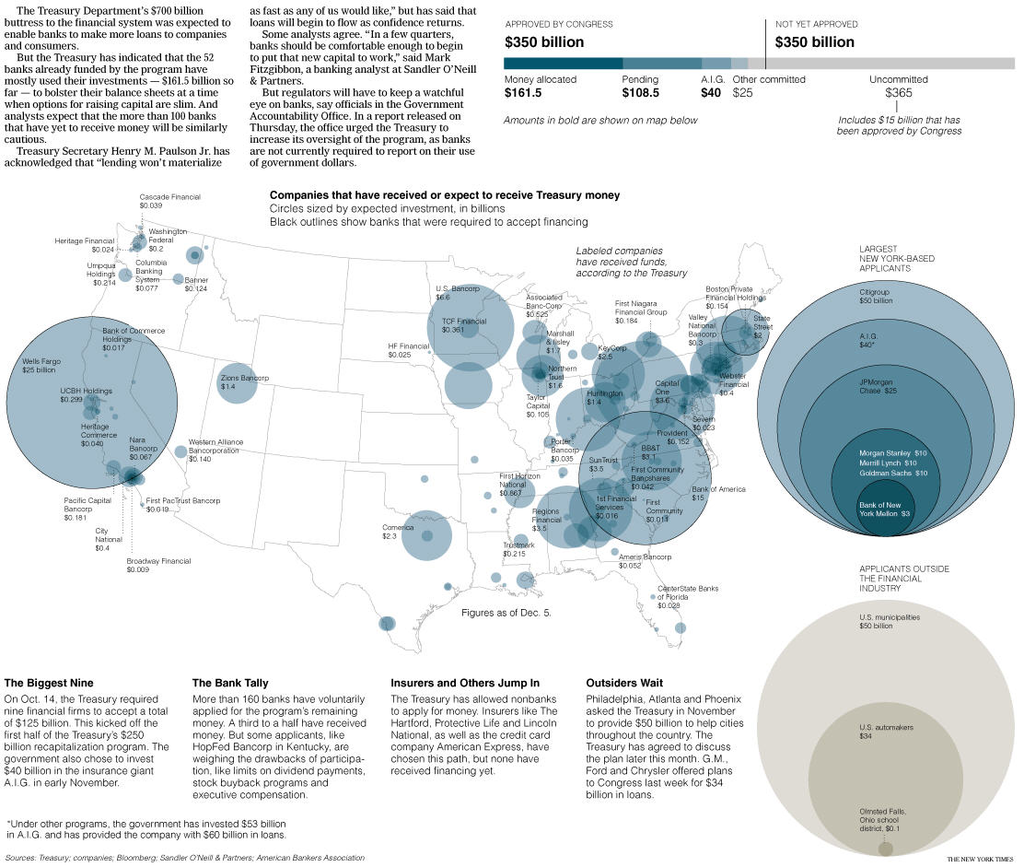 The Treasury Department's $700 billion
buttress to the financial system was expected to
enable banks to make more loans to companies
and consumers.
But the Treasury has indicated that the 52
banks already funded by the program have
mostly used their investments — $161.5 billion so
far — to bolster their balance sheets at a time
when options for raising capital are slim. And
analysts expect that the more than 100 banks
that have yet to receive money will be similarly
cautious.
Treasury Secretary Henry M. Paulson Jr. has
acknowledged that “lending won't materialize
as fast as any of us would like,” but has said that
loans will begin to flow as confidence returns.
Some analysts agree. “In a few quarters,
banks should be comfortable enough to begin
to put that new capital to work,” said Mark
Fitzgibbon, a banking analyst at Sandler O'Neill
& Partners.
But regulators will have to keep a watchful
eye on banks, say officials in the Government
Accountability Office. In a report released on
Thursday, the office urged the Treasury to
increase its oversight of the program, as banks
are not currently required to report on their use
of government dollars.
APPROVED BY CONGRESS
$350 billion
NOT YET APPROVED
$350 billion
Money allocated
$161.5
Pending
$108.5
A.I.G.
$40
Other committed
$25
Uncommitted
$365
Amounts in bold are shown on map below
Includes $15 billion that has
been approved by Congress
Companies that have received or expect to receive Treasury money
Circles sized by expected investment, in billions
Black outlines show banks that were required to accept financing
Labeled companies
have received funds,
according to the Treasury
Cascade Financial
$0.039
Washington
Federal
$0.2
Heritage Financial
$0.024
Umpqua
Holdings
$0.214
Columbia
Banking
System
$0.077
Banner
$0.124
Bank of Commerce
Holdings
$0.017
Wells Fargo
$25 billion
UCBH Holdings
$0.299
Heritage
Commerce
$0.040
Nara
Bancorp
$0.067
Zions Bancorp
$1.4
Western Alliance
Bancorporation
$0.140
Pacific Capital
Bancorp
$0.181
First PacTrust Bancorp
$0.019
City
National
$0.4
Broadway Financial
$0.009
U.S. Bancorp
$6.6
TCF Financial
$0.361
HF Financial
$0.025
Associated
Banc-Corp
$0.525
Marshall
& Ilsley
$1.7
Northern
Trust
$1.6
Taylor
Capital
$0.105
First Niagara
Financial Group
$0.184
KeyCorp
$2.5
Huntington
$1.4
Boston Private
Financial Holdings
$0.154
Valley
National
Bancorp
$0.3
State
Street
$2
Webster
Financial
$0.4
Capital
One
$3.6
Severn
$0.023
Provident
$0.152
Porter
Bancorp
$0.035
BB&T
$3.1
SunTrust
$3.5
First Community
Bancshares
$0.042
Bank of America
$15
First Horizon
National
$0.867
1st Financial
Services
$0.016
First
Community
$0.011
Regions
Financial
$3.5
Comerica
$2.3
Trustmark
$0.215
Ameris Bancorp
$0.052
CenterState Banks
of Florida
$0.028
Figures as of Dec. 5.
LARGEST
NEW YORK-BASED
APPLICANTS
Citigroup
$50 billion
A.I.G.
$40*
JPMorgan
Chase $25
Morgan Stanley $10
Merrill Lynch $10
Goldman Sachs $10
Bank of New
York Mellon $3
APPLICANTS OUTSIDE
THE FINANCIAL
INDUSTRY
U.S. municipalities
$50 billion
U.S. automakers
$34
Olmsted Falls,
Ohio school
district, $0.1
The Biggest Nine
On Oct. 14, the Treasury required
nine financial firms to accept a total
of $125 billion. This kicked off the
first half of the Treasury's $250
billion recapitalization program. The
government also chose to invest
$40 billion in the insurance giant
A.I.G. in early November.
The Bank Tally
More than 160 banks have voluntarily
applied for the program's remaining
money. A third to a half have received
money. But some applicants, like
HopFed Bancorp in Kentucky, are
weighing the drawbacks of participa-
tion, like limits on dividend payments,
stock buyback programs and
executive compensation.
Insurers and Others Jump In
The Treasury has allowed nonbanks
to apply for money. Insurers like The
Hartford, Protective Life and Lincoln
National, as well as the credit card
company American Express, have
chosen this path, but none have
received financing yet.
Outsiders Wait
Philadelphia, Atlanta and Phoenix
asked the Treasury in November
to provide $50 billion to help cities
throughout the country. The
Treasury has agreed to discuss
the plan later this month. G.M.,
Ford and Chrysler offered plans
to Congress last week for $34
billion in loans.
*Under other programs, the government has invested $53 billion
in A.I.G. and has provided the company with $60 billion in loans.
Sources: Treasury; companies; Bloomberg; Sandler O'Neill & Partners; American Bankers Association
THE NEW YORK TIMES